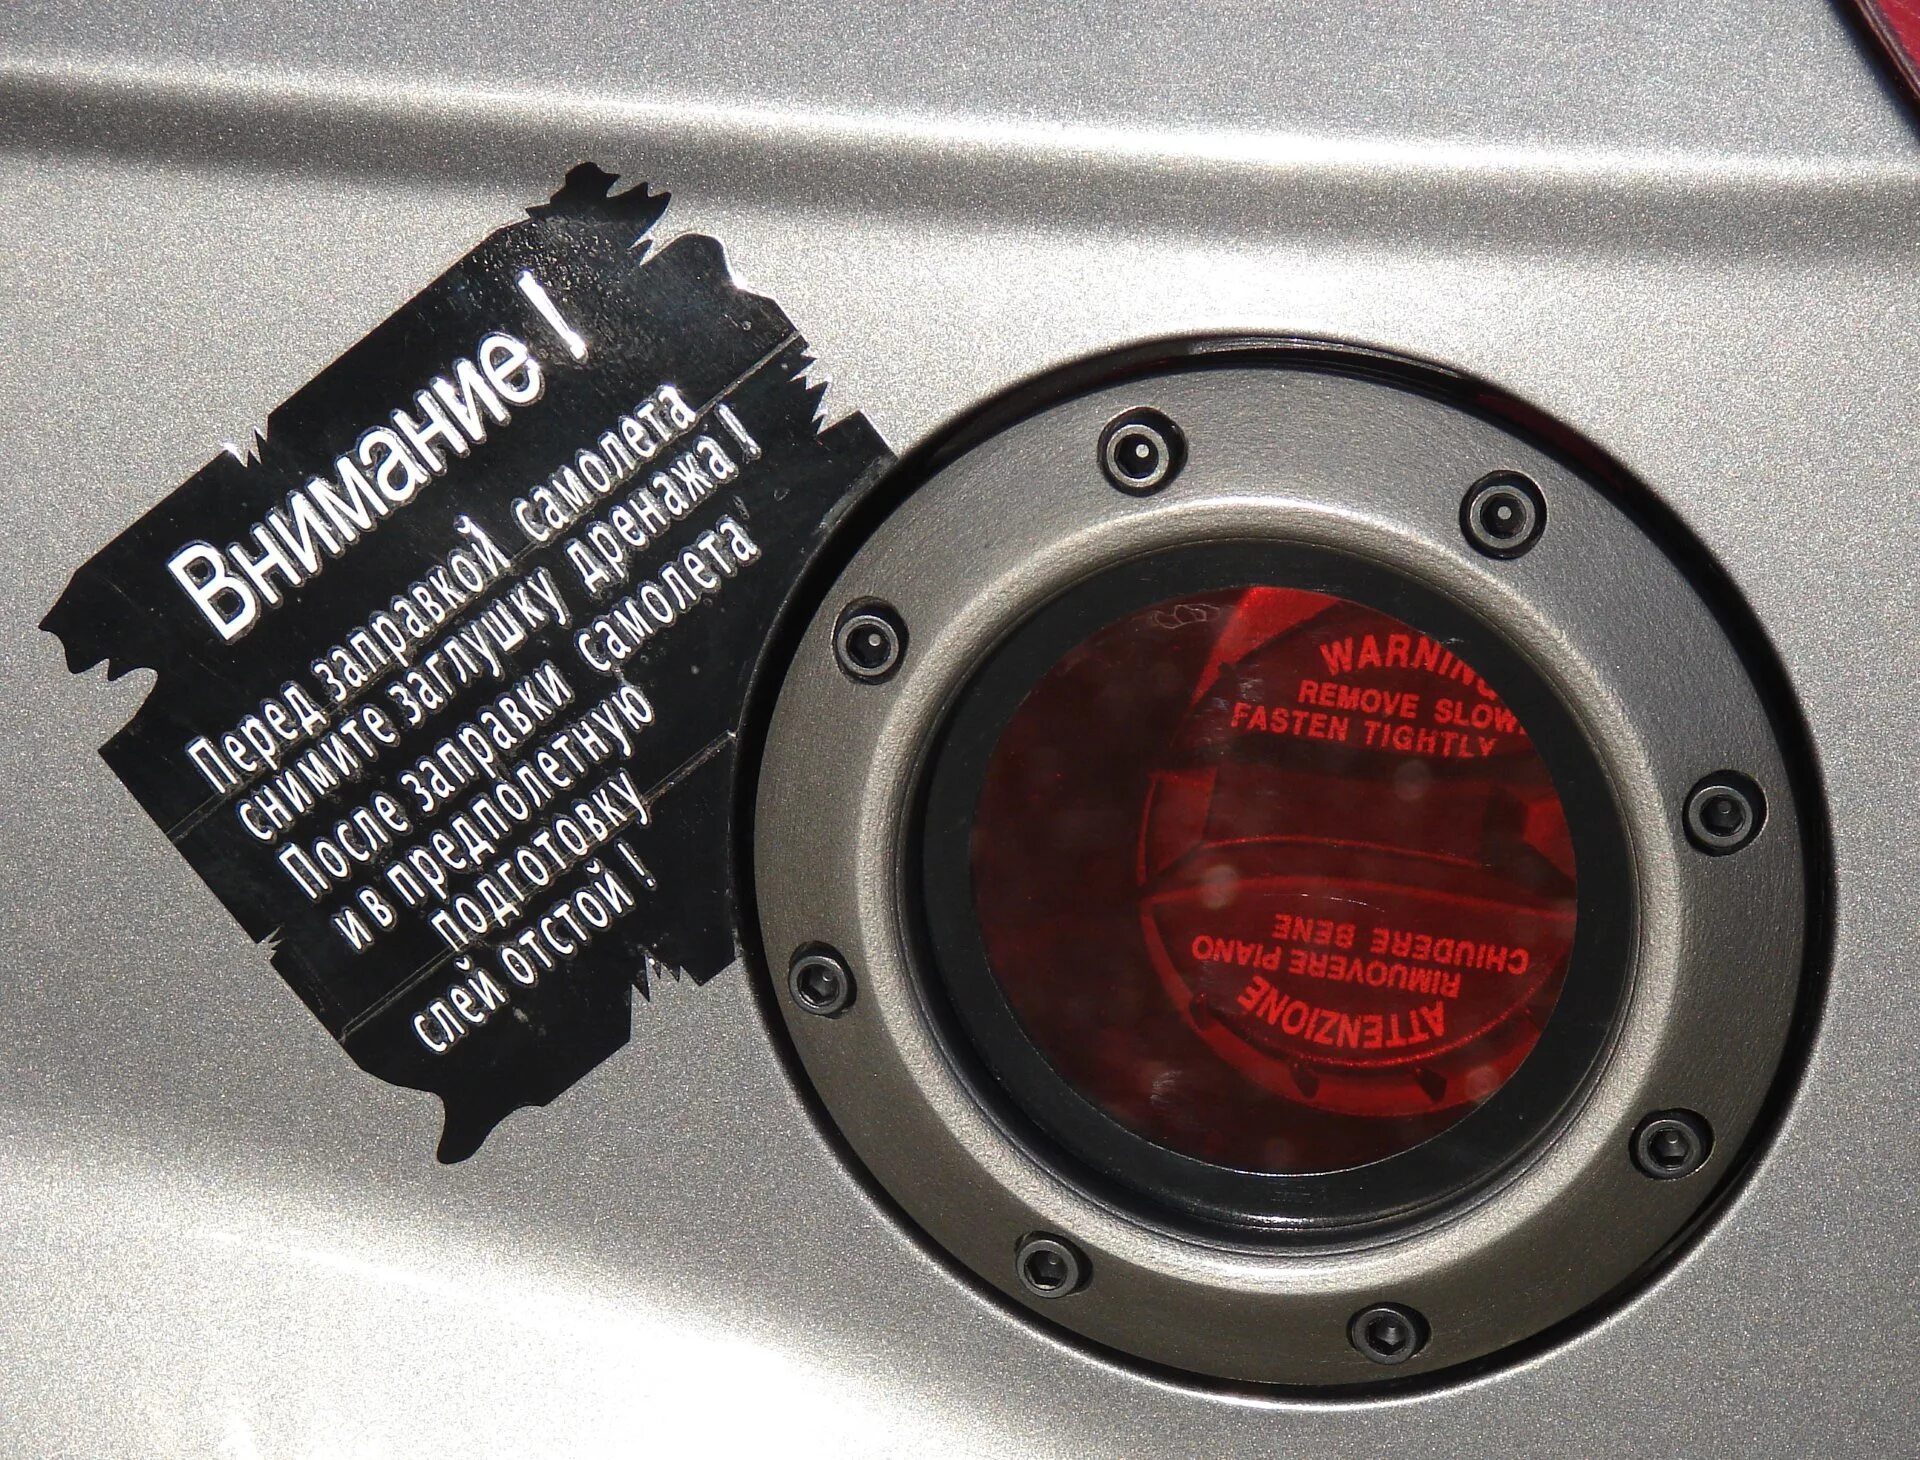 Внимание !
Перед заправкой самолета
снимите заглушку дренажа !
После заправки самолета
и в предполетную
подготовку
слей отстой !
WARNING
REMOVE SLOW
FASTEN TIGHTLY
ATTENZIONE
RIMUOVERE PIANO
CHIUDERE BENE